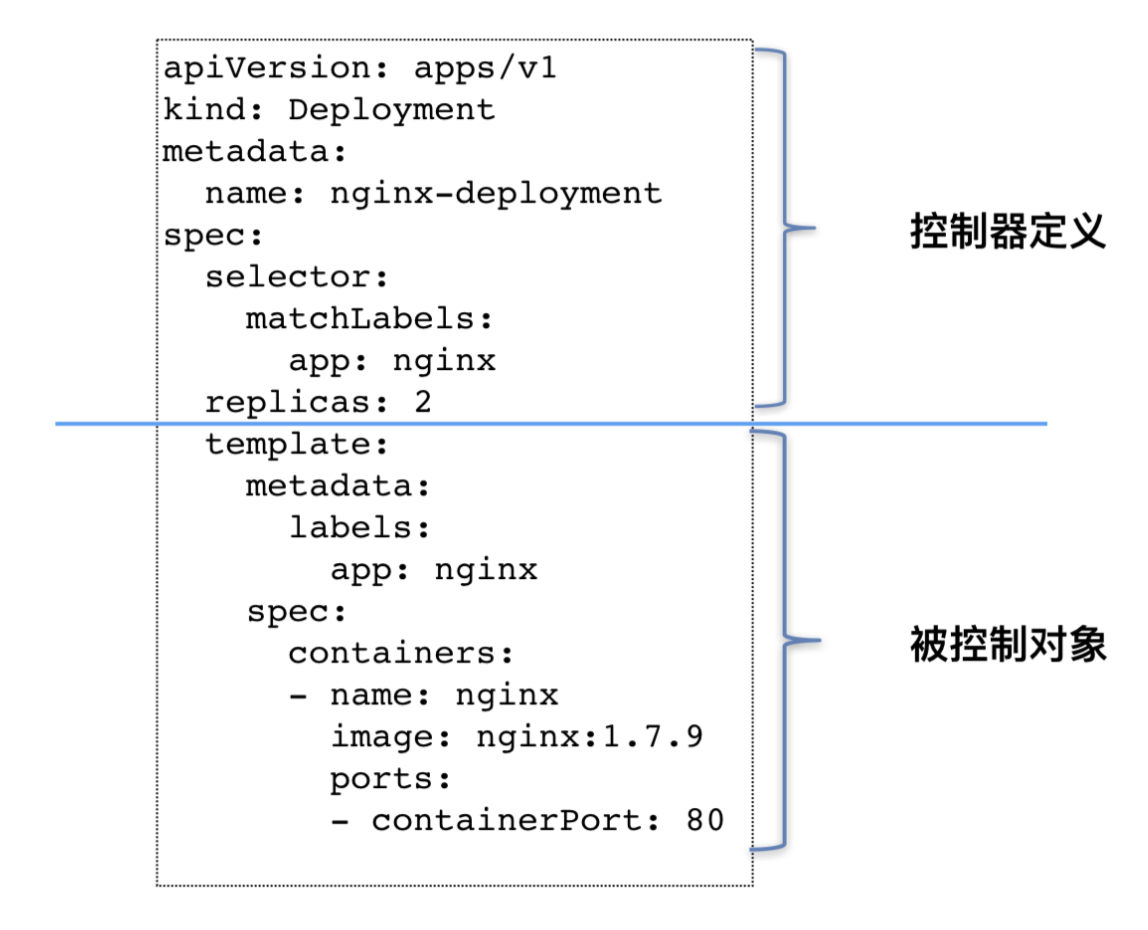 apiVersion: apps/v1
kind: Deployment
metadata:
  name: nginx-deployment
spec:
  selector:
    matchLabels:
      app: nginx
  replicas: 2
控制器定义
  template:
    metadata:
      labels:
        app: nginx
    spec:
      containers:
      - name: nginx
        image: nginx:1.7.9
        ports:
        - containerPort: 80
被控制对象